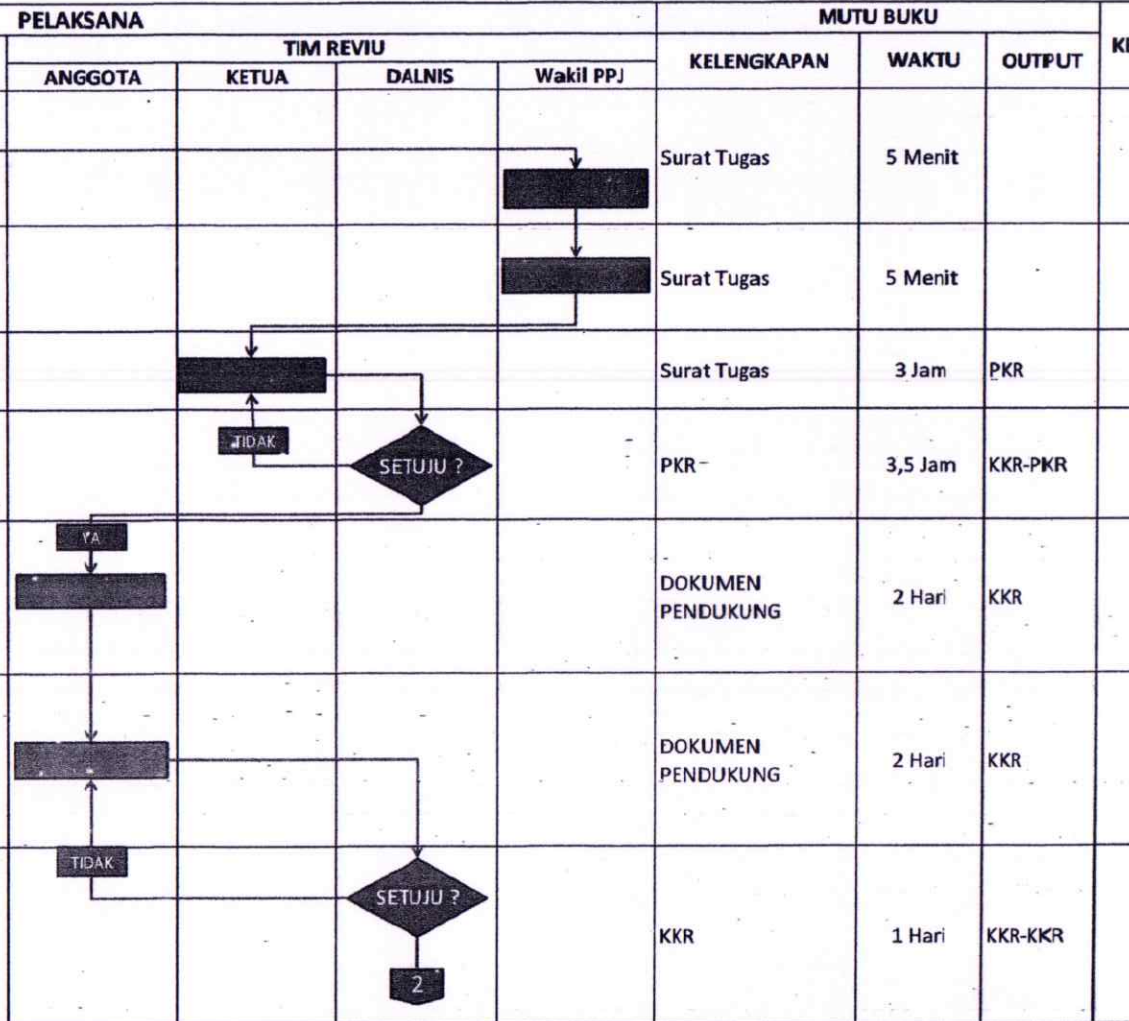 PELAKSANA
MUTU BUKU
TIM REVIU
ANGGOTA
KETUA
DALNIS
Wakil PPJ
KELENGKAPAN
WAKTU
OUTPUT
Surat Tugas
5 Menit
Surat Tugas
5 Menit
Surat Tugas
3 Jam
PKR
TIDAK
SETUJU ?
PKR
3,5 Jam
KKR-PKR
YA
DOKUMEN
PENDUKUNG
2 Hari
KKR
DOKUMEN
PENDUKUNG
2 Hari
KKR
TIDAK
SETUJU ?
KKR
1 Hari
KKR-KKR
2